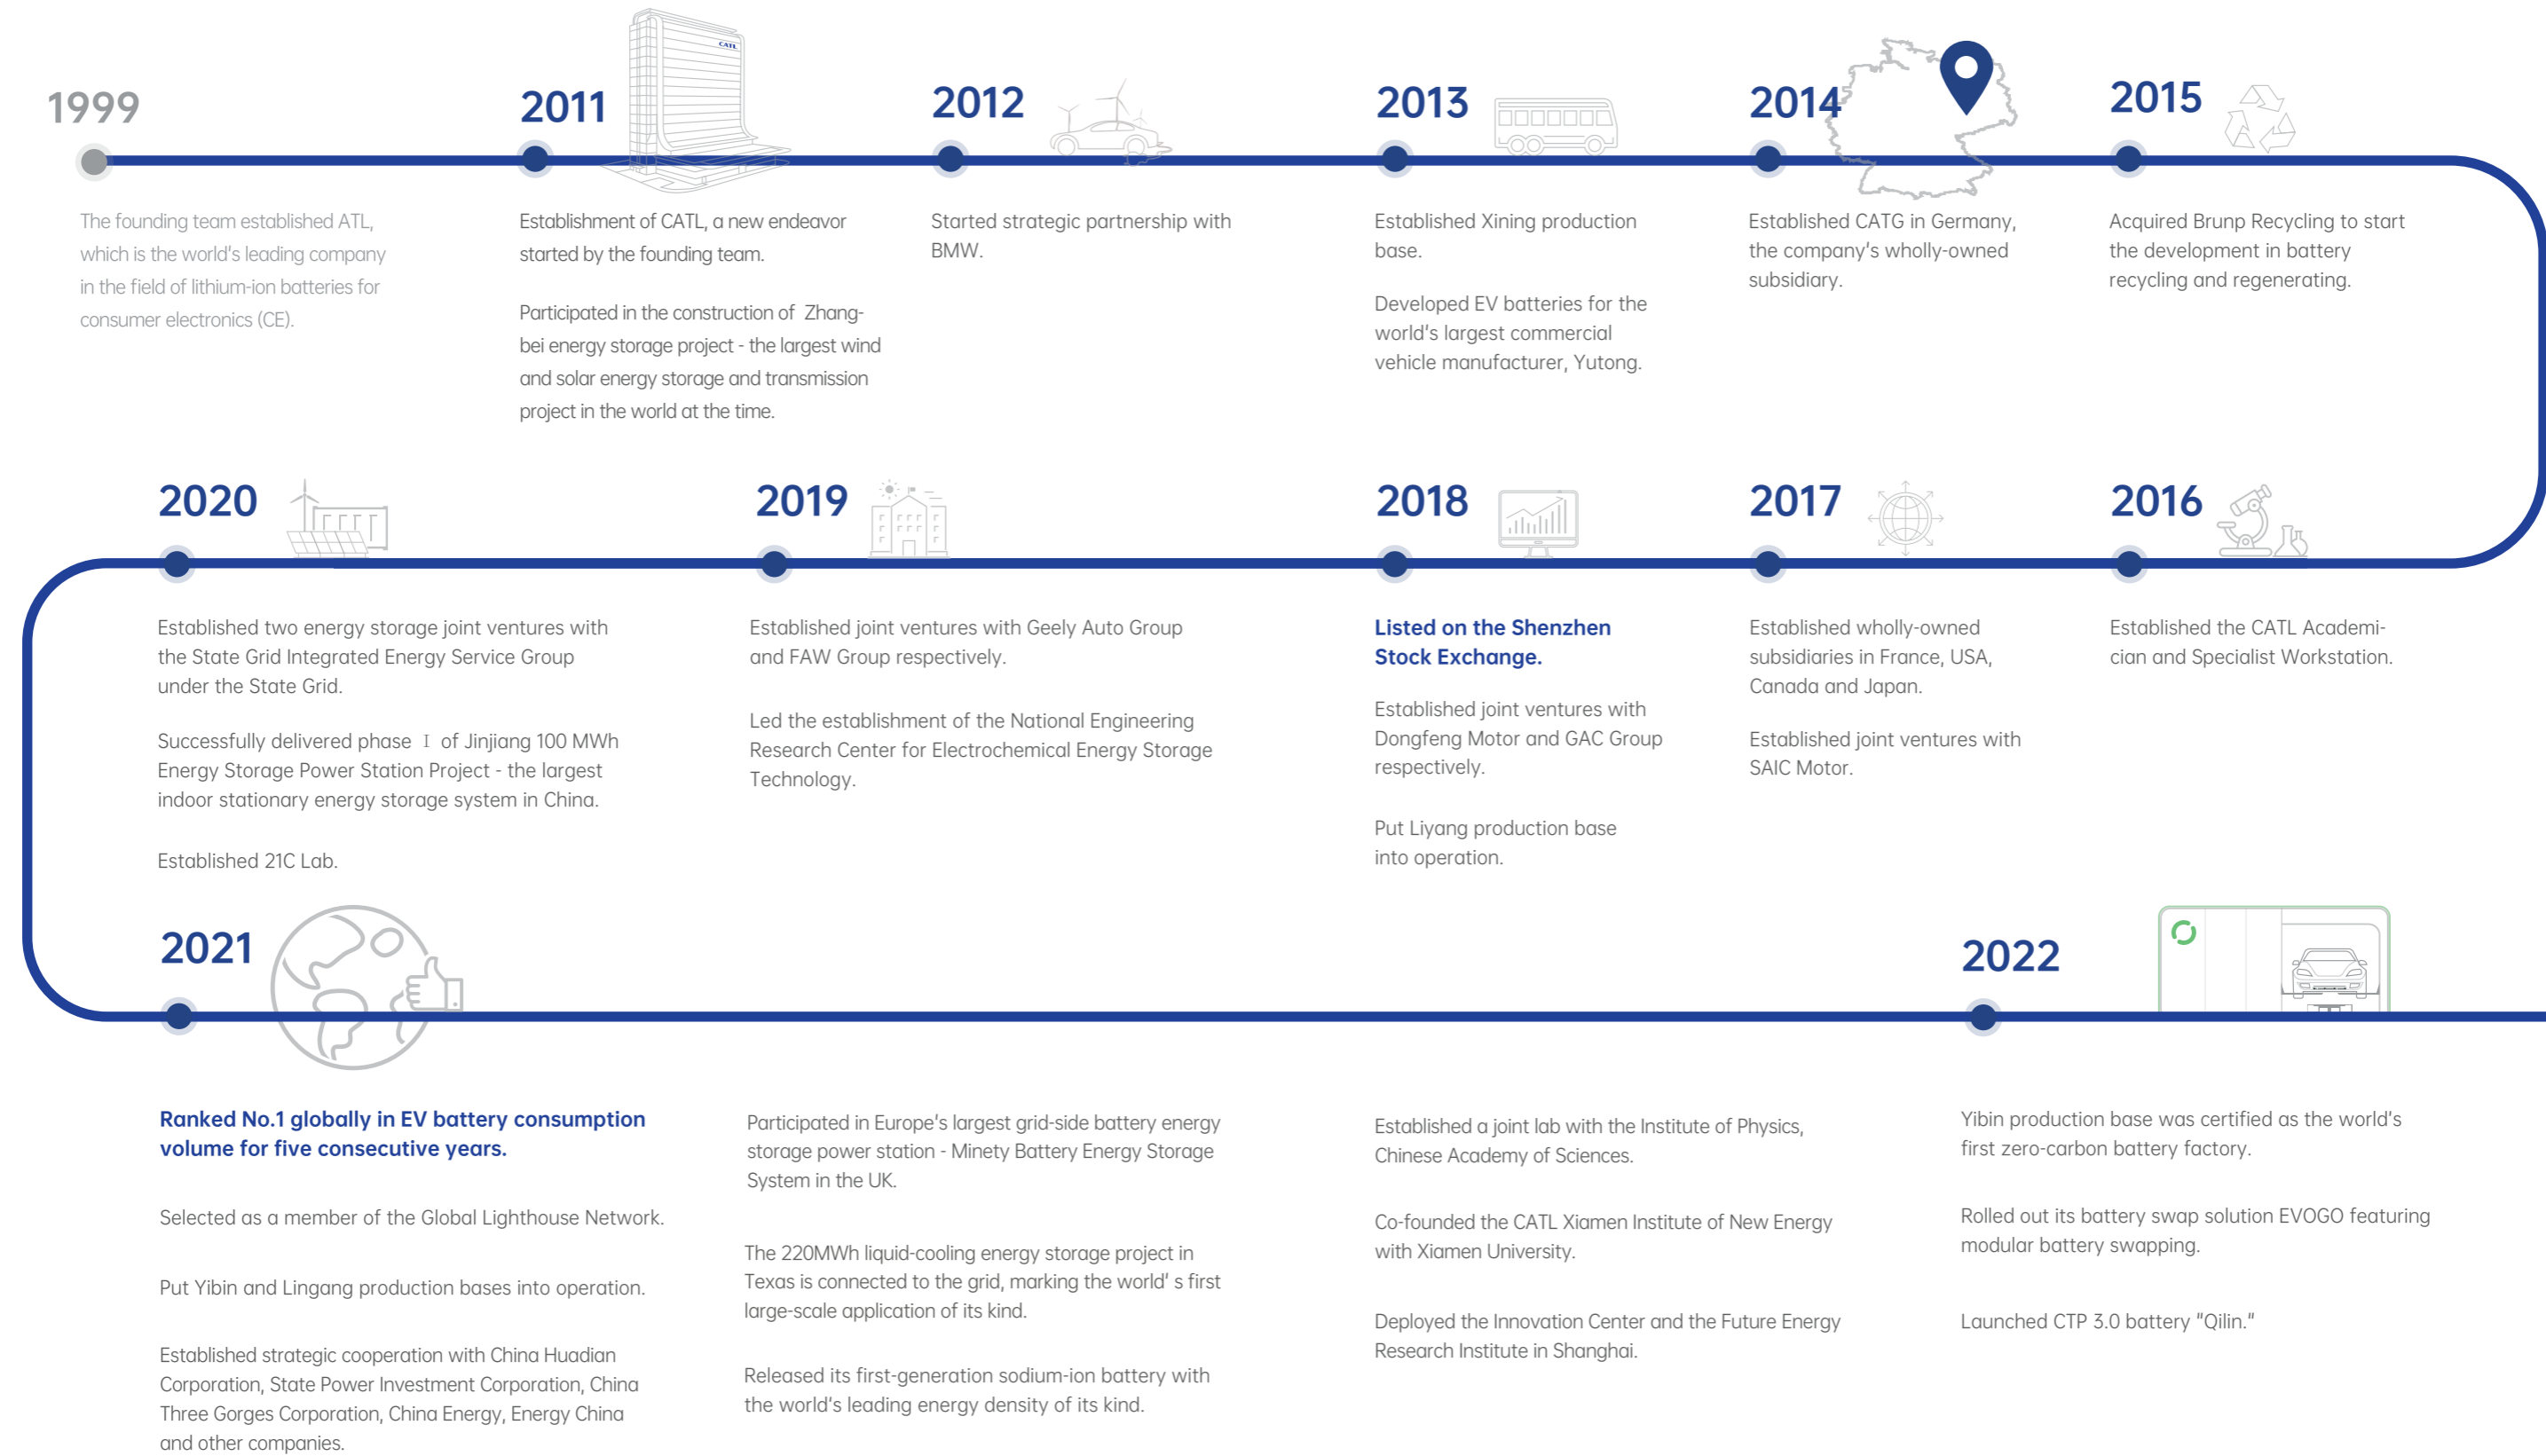 CATL
1999
The founding team established ATL,
which is the world's leading company
in the field of lithium-ion batteries for
consumer electronics (CE).
2011
Establishment of CATL, a new endeavor
started by the founding team.
Participated in the construction of Zhang-
bei energy storage project - the largest wind
and solar energy storage and transmission
project in the world at the time.
2012
Started strategic partnership with
BMW.
2013
Established Xining production
base.
Developed EV batteries for the
world's largest commercial
vehicle manufacturer, Yutong.
2014
Established CATG in Germany,
the company's wholly-owned
subsidiary.
2015
Acquired Brunp Recycling to start
the development in battery
recycling and regenerating.
2016
Established the CATL Academi-
cian and Specialist Workstation.
2017
Established wholly-owned
subsidiaries in France, USA,
Canada and Japan.
Established joint ventures with
SAIC Motor.
2018
Listed on the Shenzhen
Stock Exchange.
Established joint ventures with
Dongfeng Motor and GAC Group
respectively.
Put Liyang production base
into operation.
2019
Established joint ventures with Geely Auto Group
and FAW Group respectively.
Led the establishment of the National Engineering
Research Center for Electrochemical Energy Storage
Technology.
2020
Established two energy storage joint ventures with
the State Grid Integrated Energy Service Group
under the State Grid.
Successfully delivered phase Ⅰ of Jinjiang 100 MWh
Energy Storage Power Station Project - the largest
indoor stationary energy storage system in China.
Established 21C Lab.
2021
Ranked No.1 globally in EV battery consumption
volume for five consecutive years.
Selected as a member of the Global Lighthouse Network.
Put Yibin and Lingang production bases into operation.
Established strategic cooperation with China Huadian
Corporation, State Power Investment Corporation, China
Three Gorges Corporation, China Energy, Energy China
and other companies.
Participated in Europe's largest grid-side battery energy
storage power station - Minety Battery Energy Storage
System in the UK.
The 220MWh liquid-cooling energy storage project in
Texas is connected to the grid, marking the world' s first
large-scale application of its kind.
Released its first-generation sodium-ion battery with
the world's leading energy density of its kind.
Established a joint lab with the Institute of Physics,
Chinese Academy of Sciences.
Co-founded the CATL Xiamen Institute of New Energy
with Xiamen University.
Deployed the Innovation Center and the Future Energy
Research Institute in Shanghai.
2022
Yibin production base was certified as the world's
first zero-carbon battery factory.
Rolled out its battery swap solution EVOGO featuring
modular battery swapping.
Launched CTP 3.0 battery "Qilin."